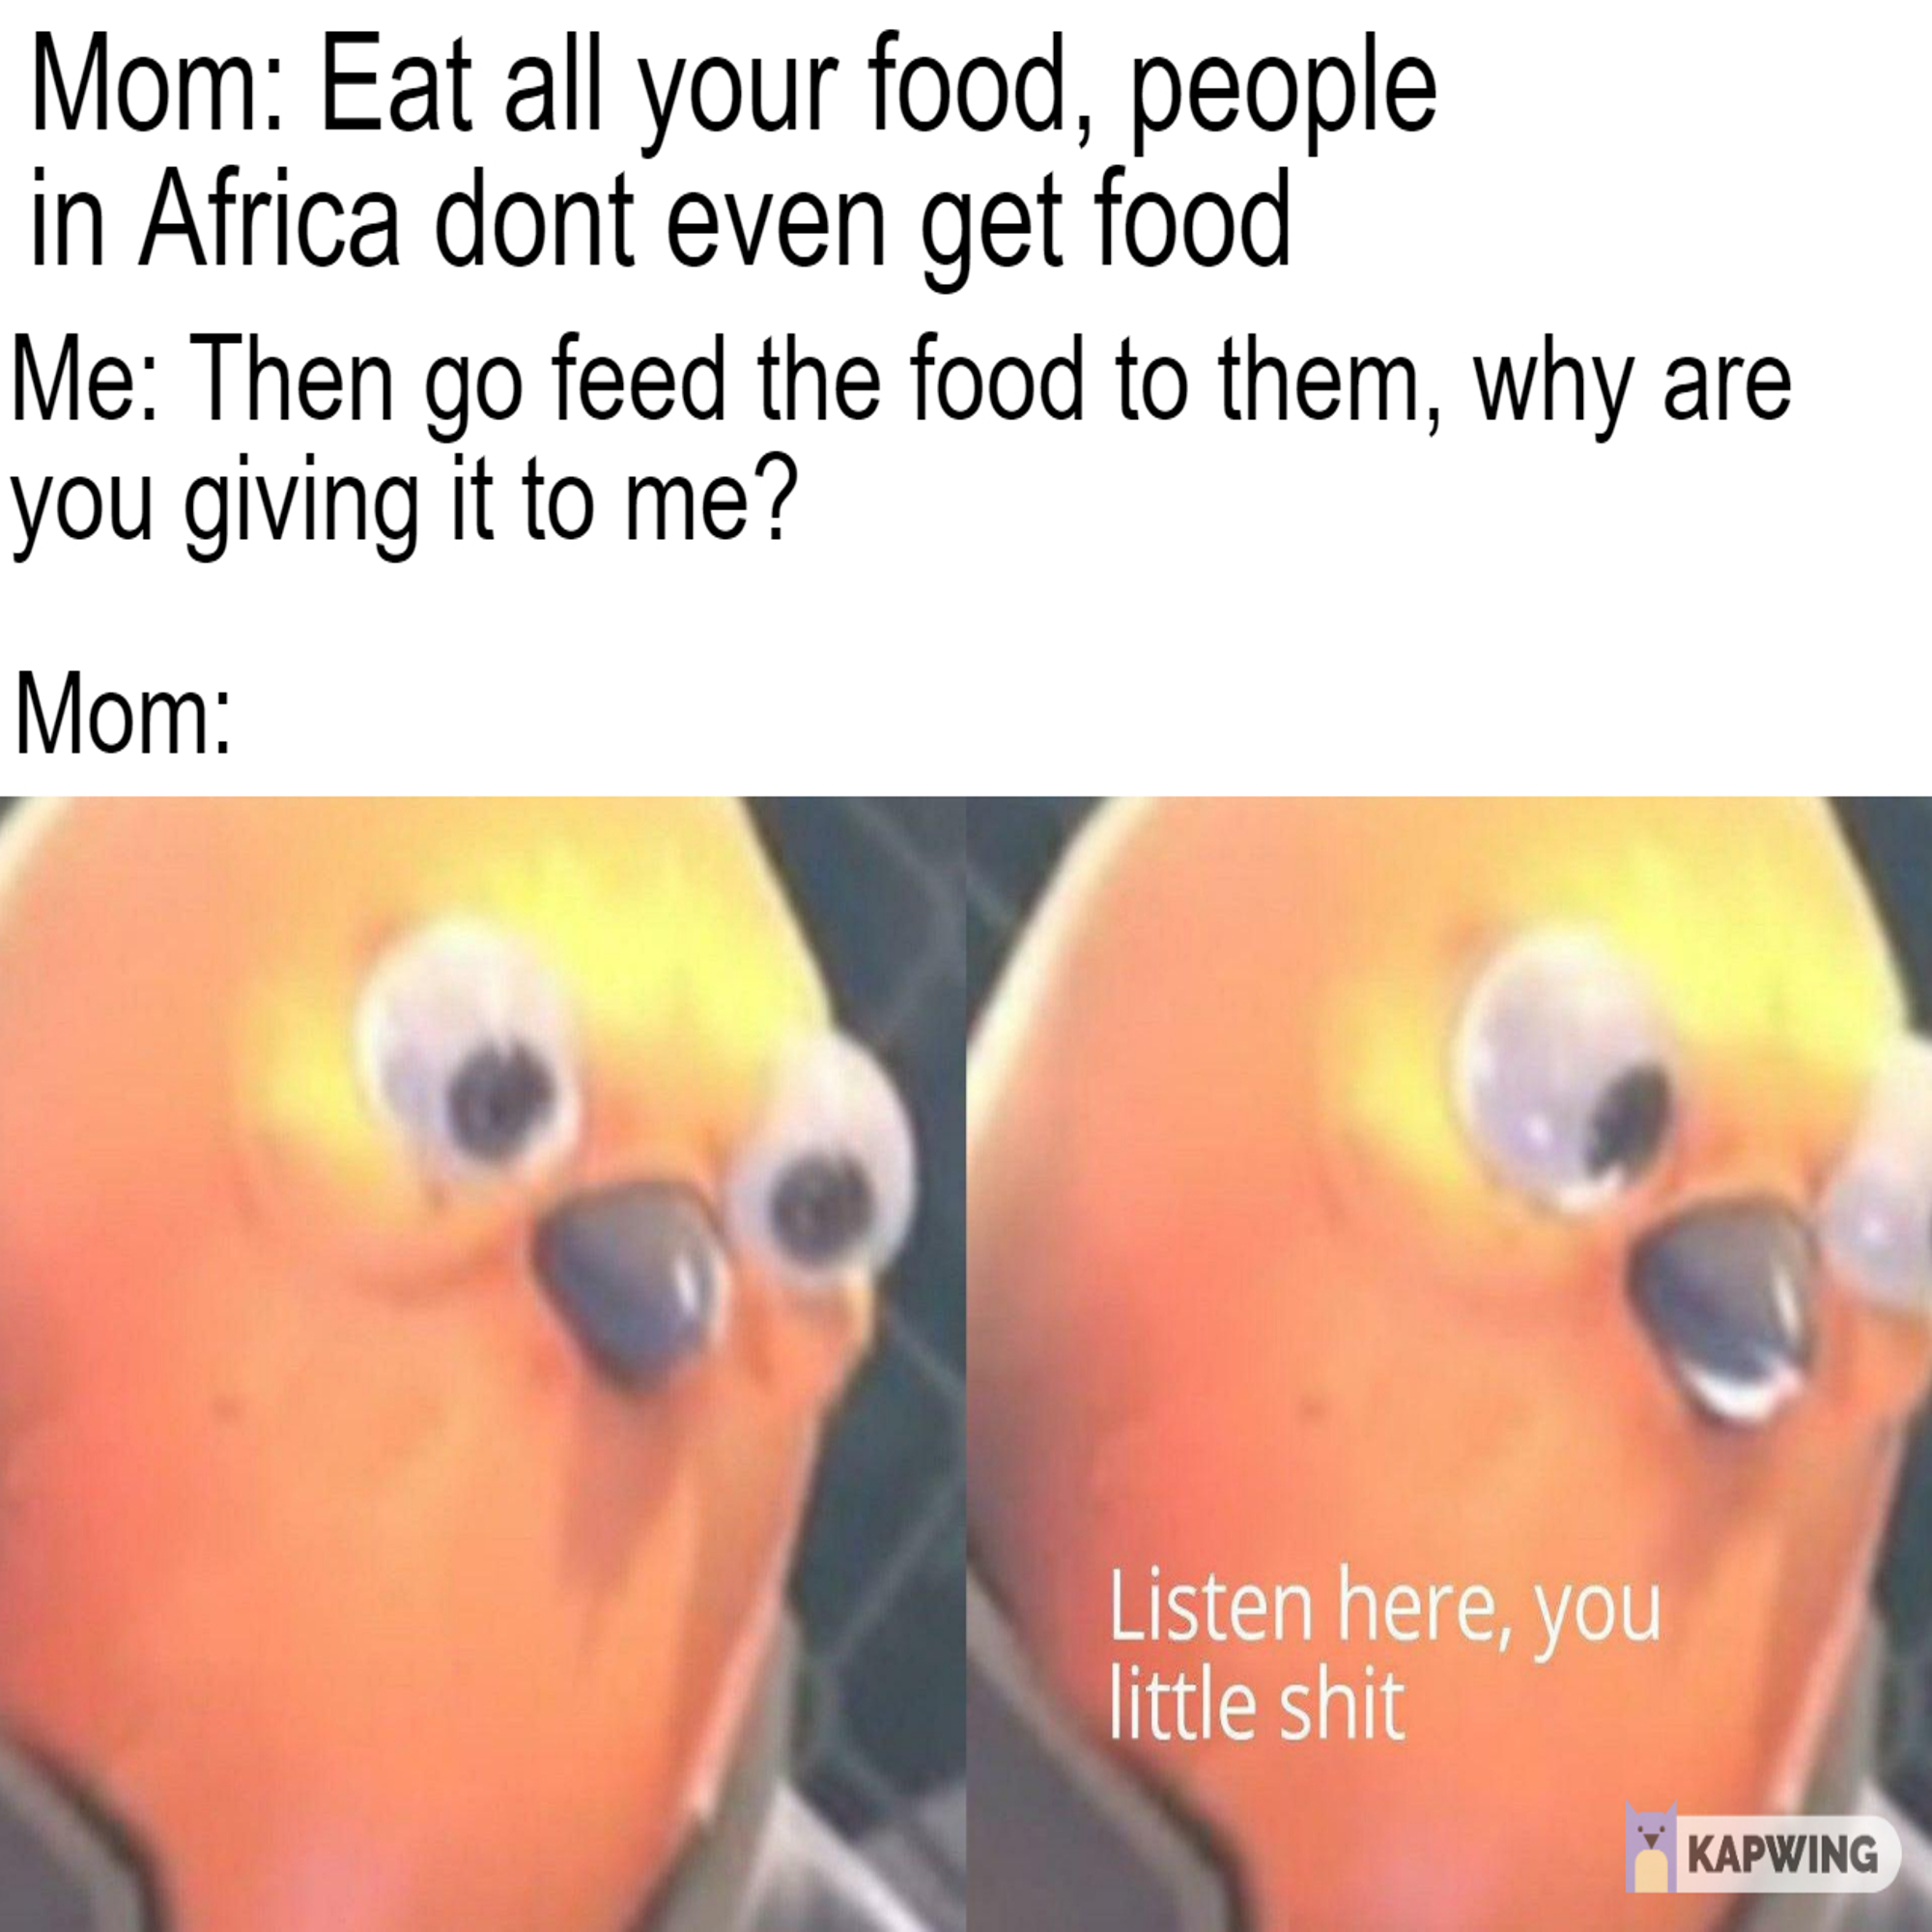 Mom: Eat all your food, people
in Africa dont even get food
Me: Then go feed the food to them, why are
you giving it to me?
Mom:
Listen here, you
little shit
KAPWING